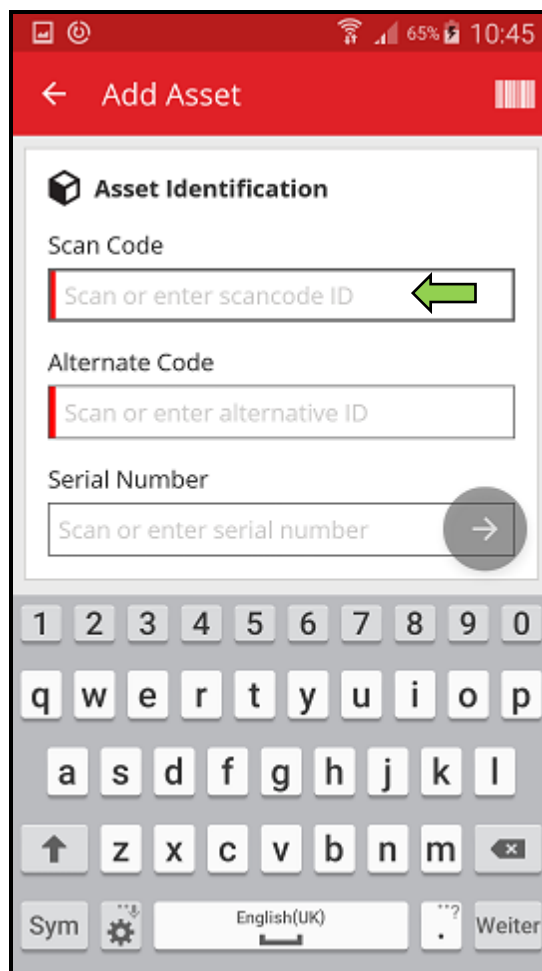 65% 10:45
Add Asset
Asset Identification
Scan Code
Scan or enter scancode ID
Alternate Code
Scan or enter alternative ID
Serial Number
Scan or enter serial number
1 2 3 4 5 6 7 8 9 0
q w e r t y u i o p
a s d f g h j k l
z x c v b n m
Sym English(UK) . ? Weiter